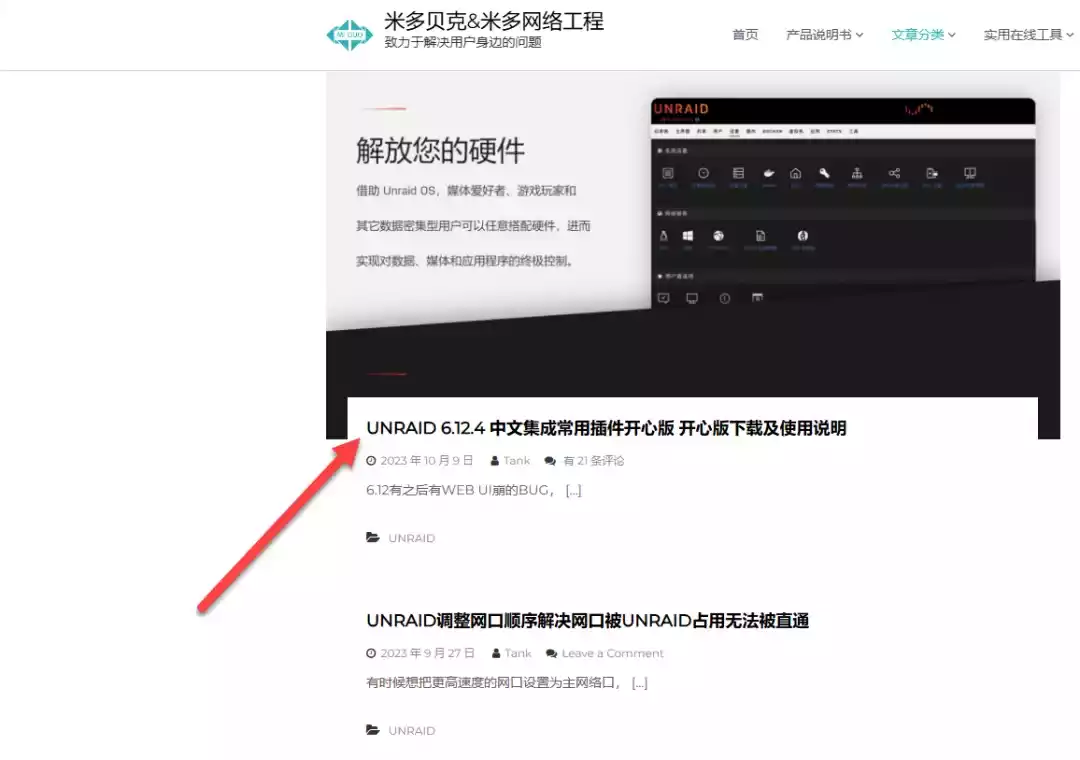 MI DUO
米多贝克&米多网络工程
致力于解决用户身边的问题
首页
产品说明书
文章分类
实用在线工具
UNRAID
解放您的硬件
借助 Unraid OS，媒体爱好者、游戏玩家和
其它数据密集型用户可以任意搭配硬件，进而
实现对数据、媒体和应用程序的终极控制。
UNRAID 6.12.4 中文集成常用插件开心版 开心版下载及使用说明
2023 年 10 月 9 日 Tank 有 21 条评论
6.12有之后有WEB UI崩的BUG， [...]
UNRAID
UNRAID调整网口顺序解决网口被UNRAID占用无法被直通
2023 年 9 月 27 日 Tank Leave a Comment
有时候想把更高速度的网口设置为主网络口， [...]
UNRAID